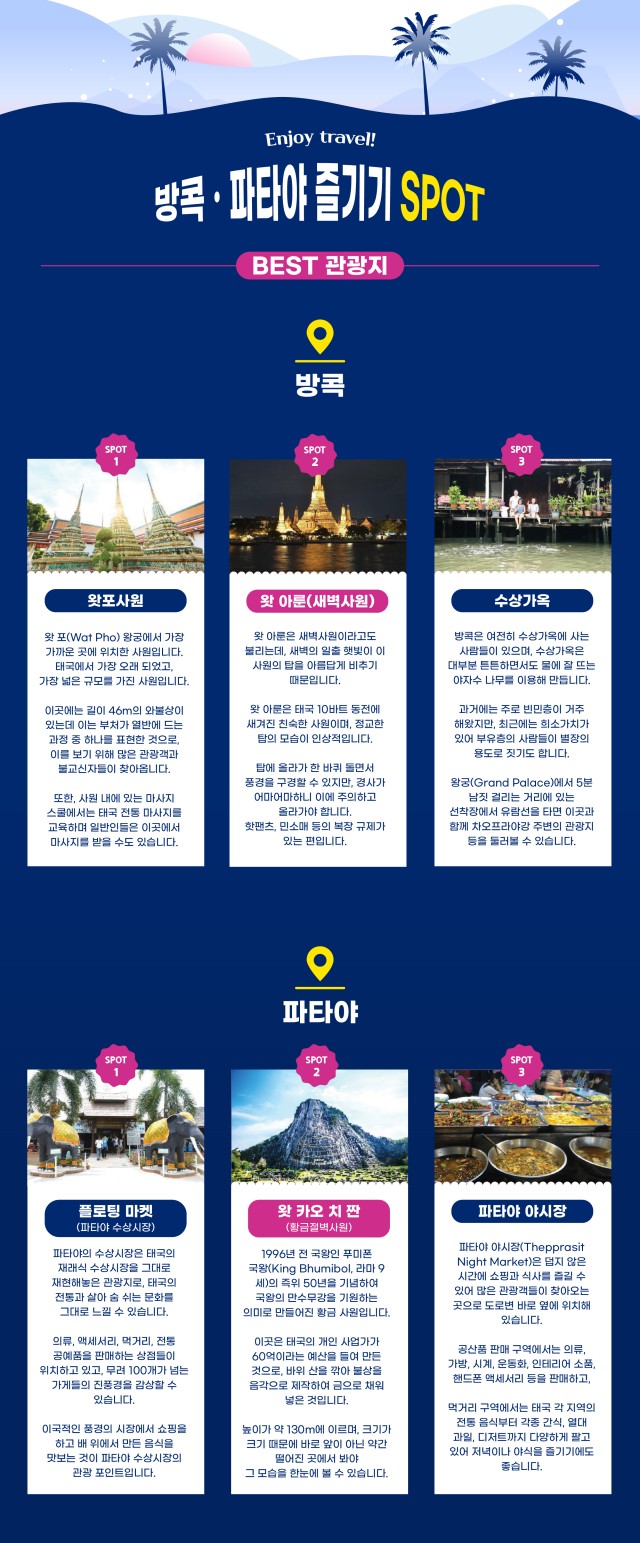 Enjoy travel!
방콕 · 파타야 즐기기 SPOT
BEST 관광지
방콕
SPOT
1
왓포사원
왓 포(Wat Pho) 왕궁에서 가장
가까운 곳에 위치한 사원입니다.
태국에서 가장 오래 되었고,
가장 넓은 규모를 가진 사원입니다.
이곳에는 길이 46m의 와불상이
있는데 이는 부처가 열반에 드는
과정 중 하나를 표현한 것으로,
이를 보기 위해 많은 관광객과
불교신자들이 찾아옵니다.
또한, 사원 내에 있는 마사지
스쿨에서는 태국 전통 마사지를
교육하며 일반인들은 이곳에서
마사지를 받을 수도 있습니다.
SPOT
2
왓 아룬(새벽사원)
왓 아룬은 새벽사원이라고도
불리는데, 새벽의 일출 햇빛이 이
사원의 탑을 아름답게 비추기
때문입니다.
왓 아룬은 태국 10바트 동전에
새겨진 친숙한 사원이며, 정교한
탑의 모습이 인상적입니다.
탑에 올라가 한 바퀴 돌면서
풍경을 구경할 수 있지만, 경사가
어마어마하니 이에 주의하고
올라가야 합니다.
핫팬츠, 민소매 등의 복장 규제가
있는 편입니다.
SPOT
3
수상가옥
방콕은 여전히 수상가옥에 사는
사람들이 있으며, 수상가옥은
대부분 튼튼하면서도 물에 잘 뜨는
야자수 나무를 이용해 만듭니다.
과거에는 주로 빈민층이 거주
해왔지만, 최근에는 희소가치가
있어 부유층의 사람들이 별장의
용도로 짓기도 합니다.
왕궁(Grand Palace)에서 5분
남짓 걸리는 거리에 있는
선착장에서 유람선을 타면 이곳과
함께 차오프라야강 주변의 관광지
등을 둘러볼 수 있습니다.
파타야
SPOT
1
플로팅 마켓
(파타야 수상시장)
파타야의 수상시장은 태국의
재래식 수상시장을 그대로
재현해놓은 관광지로, 태국의
전통과 살아 숨 쉬는 문화를
그대로 느낄 수 있습니다.
의류, 액세서리, 먹거리, 전통
공예품을 판매하는 상점들이
위치하고 있고, 무려 100개가 넘는
가게들의 진풍경을 감상할 수
있습니다.
이국적인 풍경의 시장에서 쇼핑을
하고 배 위에서 만든 음식을
맛보는 것이 파타야 수상시장의
관광 포인트입니다.
SPOT
2
왓 카오 치 짠
(황금절벽사원)
1996년 전 국왕인 푸미폰
국왕(King Bhumibol, 라마 9
세)의 즉위 50년을 기념하여
국왕의 만수무강을 기원하는
의미로 만들어진 황금 사원입니다.
이곳은 태국의 개인 사업가가
60억이라는 예산을 들여 만든
것으로, 바위 산을 깎아 불상을
음각으로 제작하여 금으로 채워
넣은 것입니다.
높이가 약 130m에 이르며, 크기가
크기 때문에 바로 앞이 아닌 약간
떨어진 곳에서 봐야
그 모습을 한눈에 볼 수 있습니다.
SPOT
3
파타야 야시장
파타야 야시장(Thepprasit
Night Market)은 덥지 않은
시간에 쇼핑과 식사를 즐길 수
있어 많은 관광객들이 찾아오는
곳으로 도로변 바로 옆에 위치해
있습니다.
공산품 판매 구역에서는 의류,
가방, 시계, 운동화, 인테리어 소품,
핸드폰 액세서리 등을 판매하고,
먹거리 구역에서는 태국 각 지역의
전통 음식부터 각종 간식, 열대
과일, 디저트까지 다양하게 팔고
있어 저녁이나 야식을 즐기기에도
좋습니다.